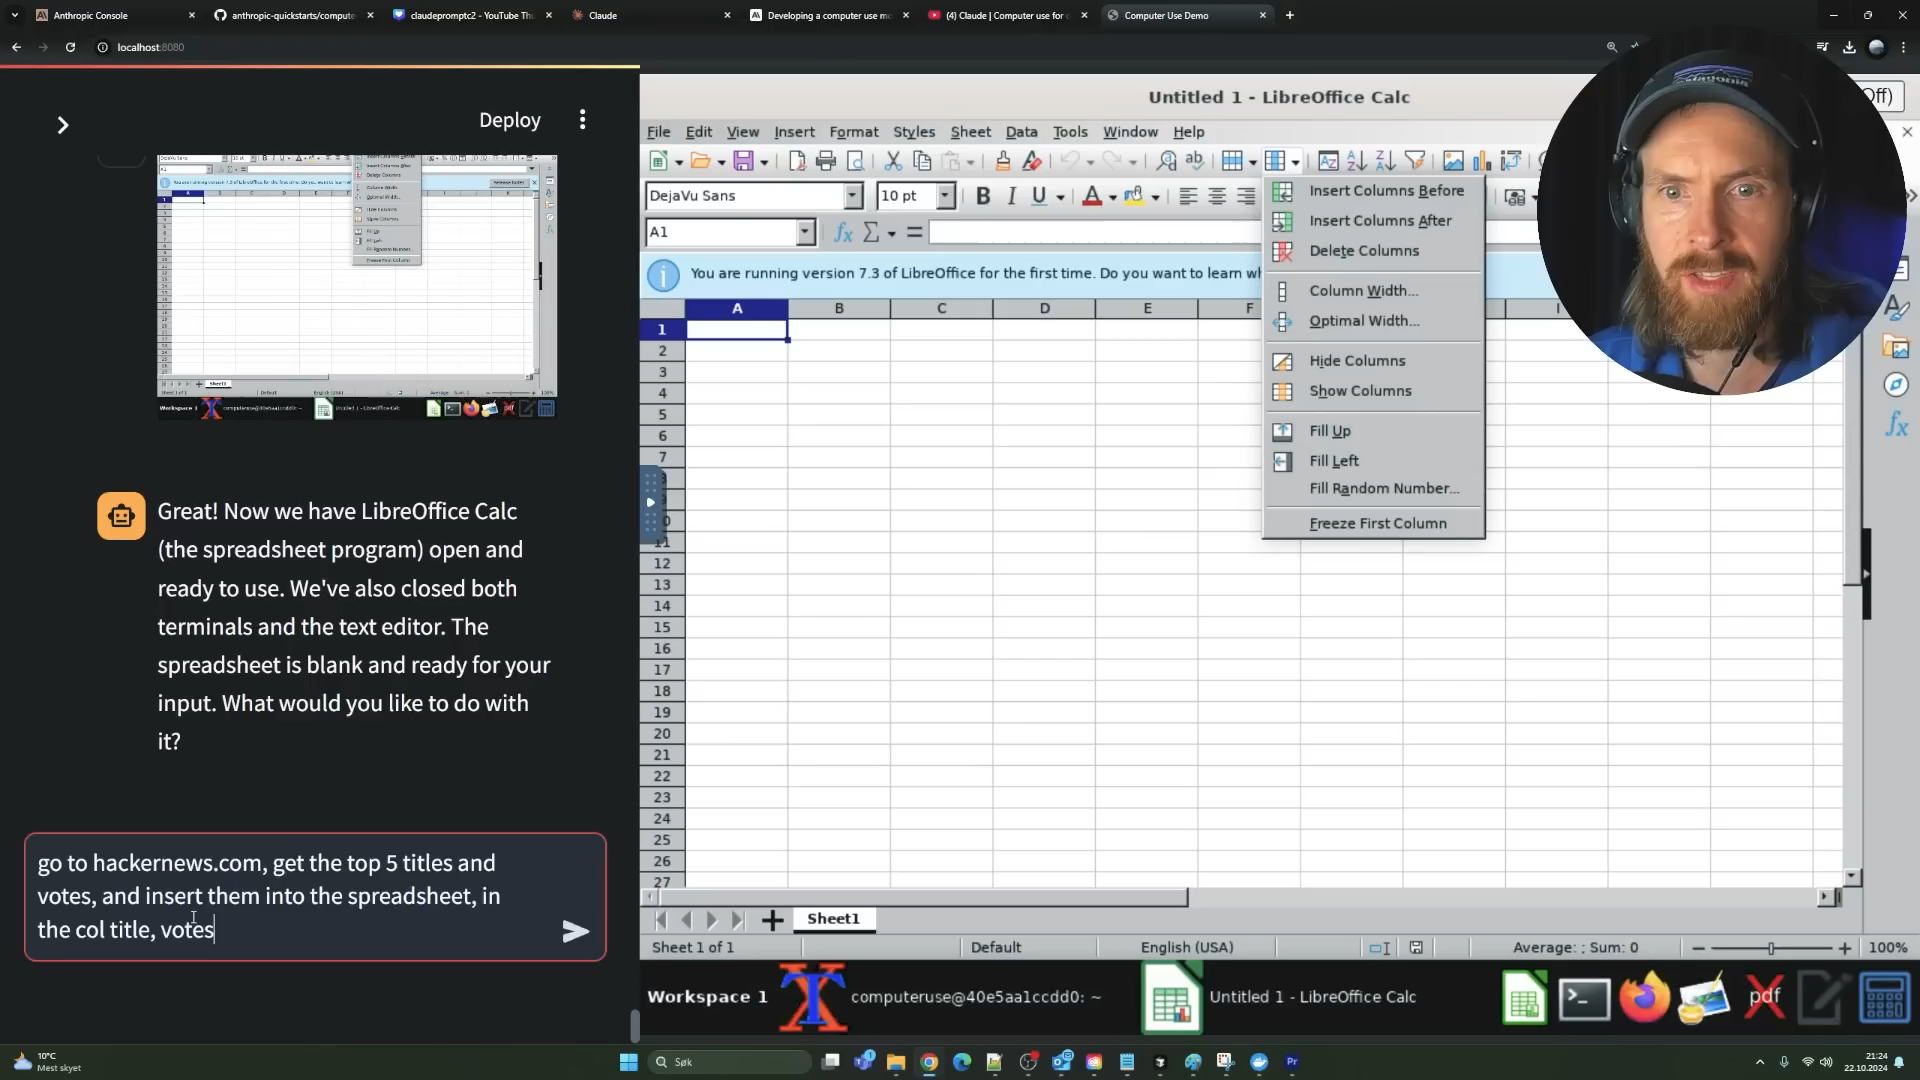 Anthropic Console
anthropic-quickstarts/compute
claudepromptc2 - YouTube Th
Claude
Developing a computer use mo
(4) Claude | Computer use for
Computer Use Demo
localhost:8080
Deploy
Great! Now we have LibreOffice Calc
(the spreadsheet program) open and
ready to use. We've also closed both
terminals and the text editor. The
spreadsheet is blank and ready for your
input. What would you like to do with
it?
go to hackernews.com, get the top 5 titles and
votes, and insert them into the spreadsheet, in
the col title, votes
Untitled 1 - LibreOffice Calc
Off)
File Edit View Insert Format Styles Sheet Data Tools Window Help
DejaVu Sans 10 pt B I U A
A1 fx Σ =
You are running version 7.3 of LibreOffice for the first time. Do you want to learn wh
Insert Columns Before
Insert Columns After
Delete Columns
Column Width...
Optimal Width...
Hide Columns
Show Columns
Fill Up
Fill Left
Fill Random Number...
Freeze First Column
A B C D E F
1
2
3
4
5
6
7
11
12
13
14
15
16
17
18
19
20
21
22
23
24
25
26
27
Sheet1
Sheet 1 of 1 Default English (USA) Average: ; Sum: 0 100%
Workspace 1 computeruse@40e5aa1ccdd0: ~ Untitled 1 - LibreOffice Calc pdf
10°C
Mest skyet
Søk
21:24
22.10.2024